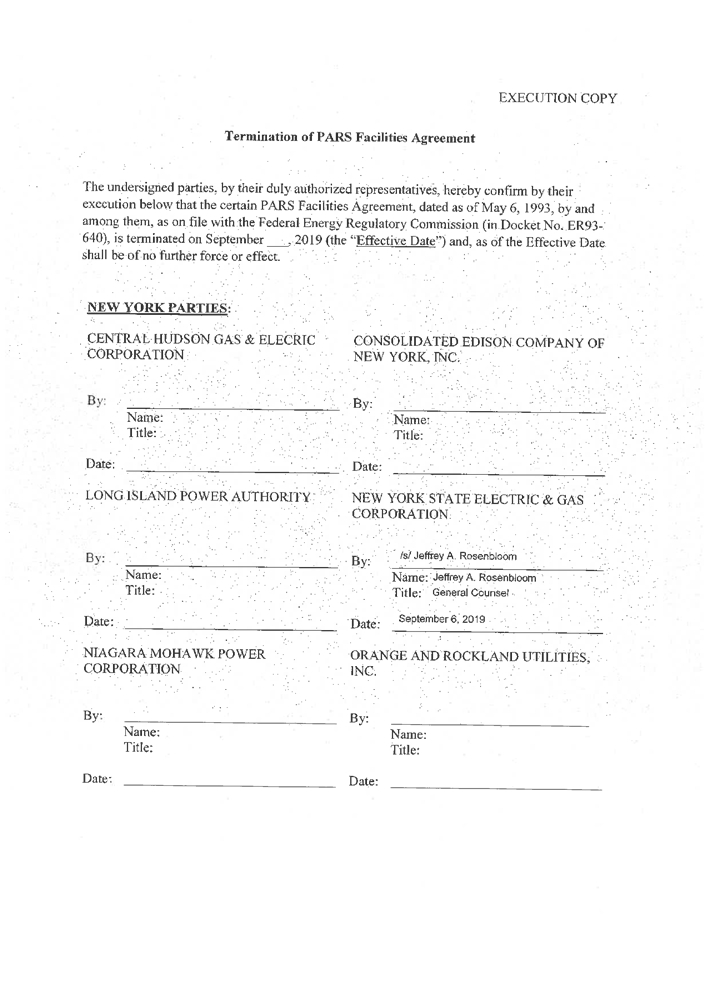 EXECUTION COPY
Termination of PARS Facilities Agreement
The undersigned parties, by their duly authorized representatives, hereby confirm by their
execution below that the certain PARS Facilities Agreement, dated as of May 6, 1993, by and
among them, as on file with the Federal Energy Regulatory Commission (in Docket No. ER93-
640), is terminated on September ___, 2019 (the “Effective Date”) and, as of the Effective Date
shall be of no further force or effect.
NEW YORK PARTIES:
CENTRAL HUDSON GAS & ELECRIC
CORPORATION
By:
Name:
Title:
Date:
CONSOLIDATED EDISON COMPANY OF
NEW YORK, INC.
By:
Name:
Title:
Date:
LONG ISLAND POWER AUTHORITY
By:
Name:
Title:
Date:
NEW YORK STATE ELECTRIC & GAS
CORPORATION
By: /s/ Jeffrey A. Rosenbloom
Name: Jeffrey A. Rosenbloom
Title: General Counsel
Date: September 6, 2019
NIAGARA MOHAWK POWER
CORPORATION
By:
Name:
Title:
Date:
ORANGE AND ROCKLAND UTILITIES,
INC.
By:
Name:
Title:
Date: